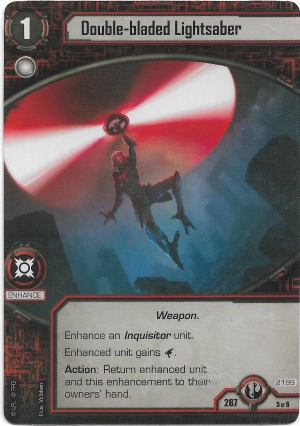 1
Double-bladed Lightsaber
ENHANCE
Weapon.
Enhance an Inquisitor unit.
Enhanced unit gains .
Action: Return enhanced unit
and this enhancement to their
owners' hand.
2199
287
5 of 6